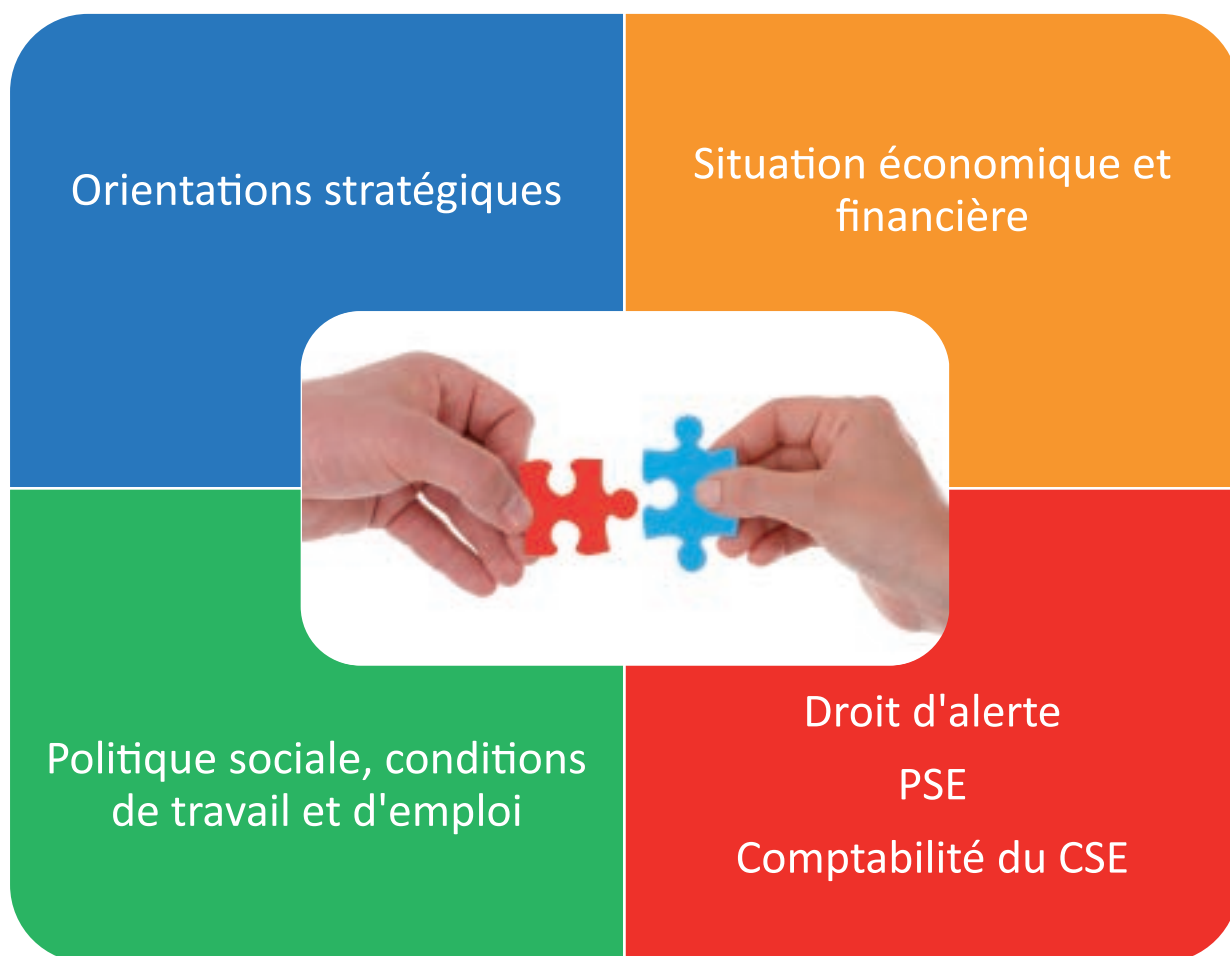 Orientations stratégiques
Situation économique et
financière
Politique sociale, conditions
de travail et d'emploi
Droit d'alerte
PSE
Comptabilité du CSE